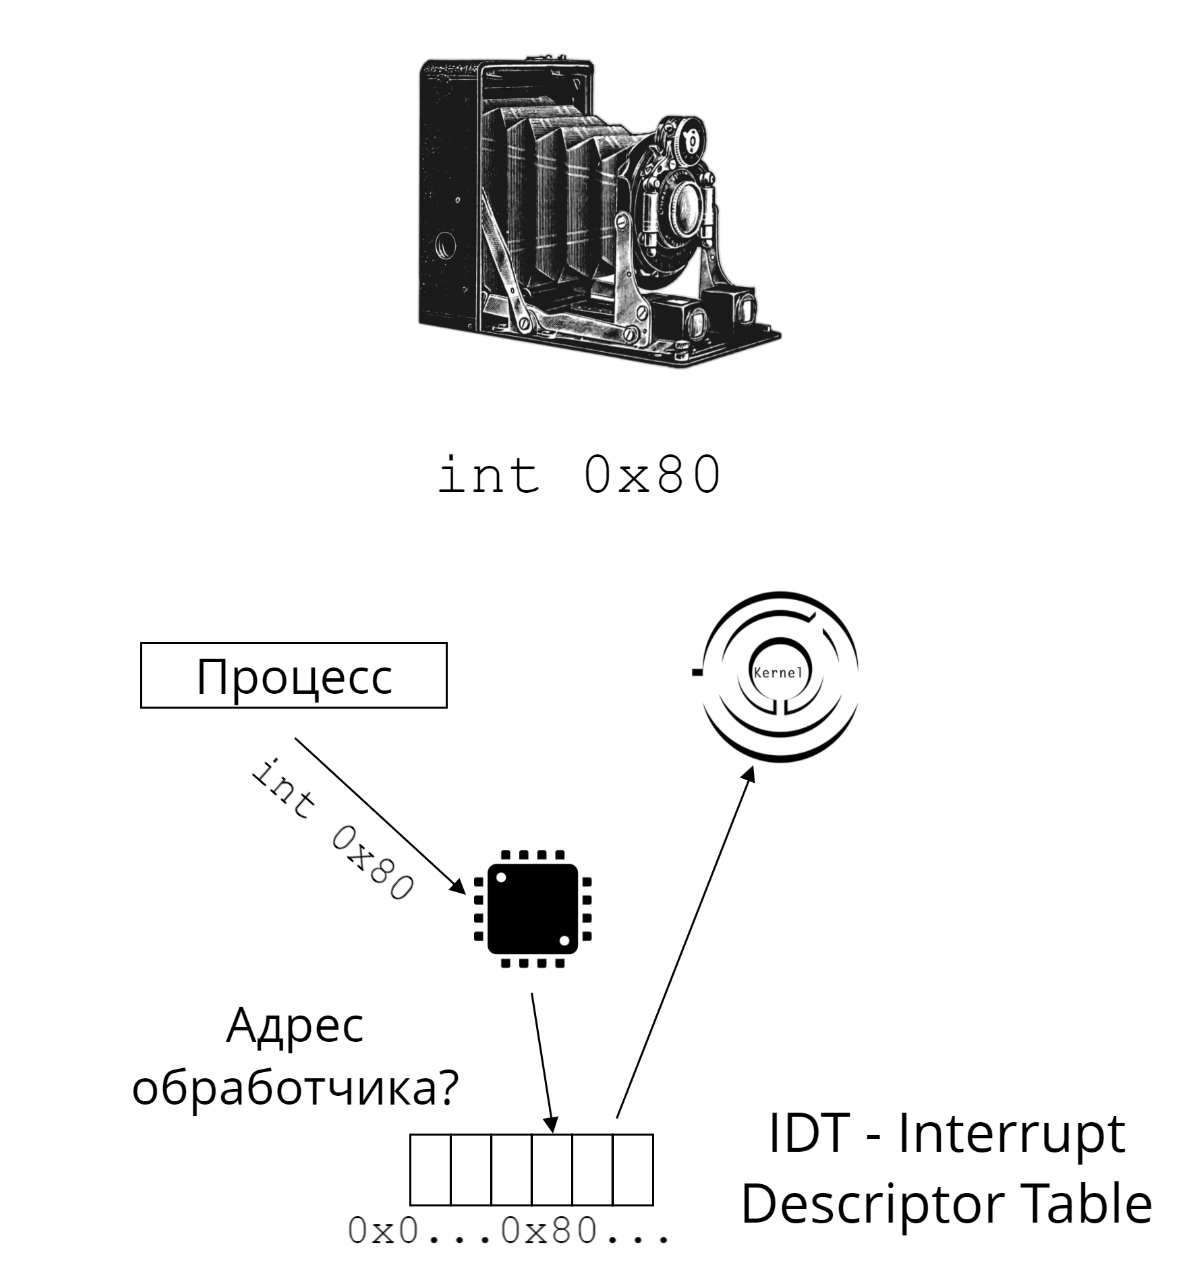 int 0x80
Процесс
Kernel
int 0x80
Адрес
обработчика?
IDT - Interrupt
Descriptor Table
0x0...0x80...